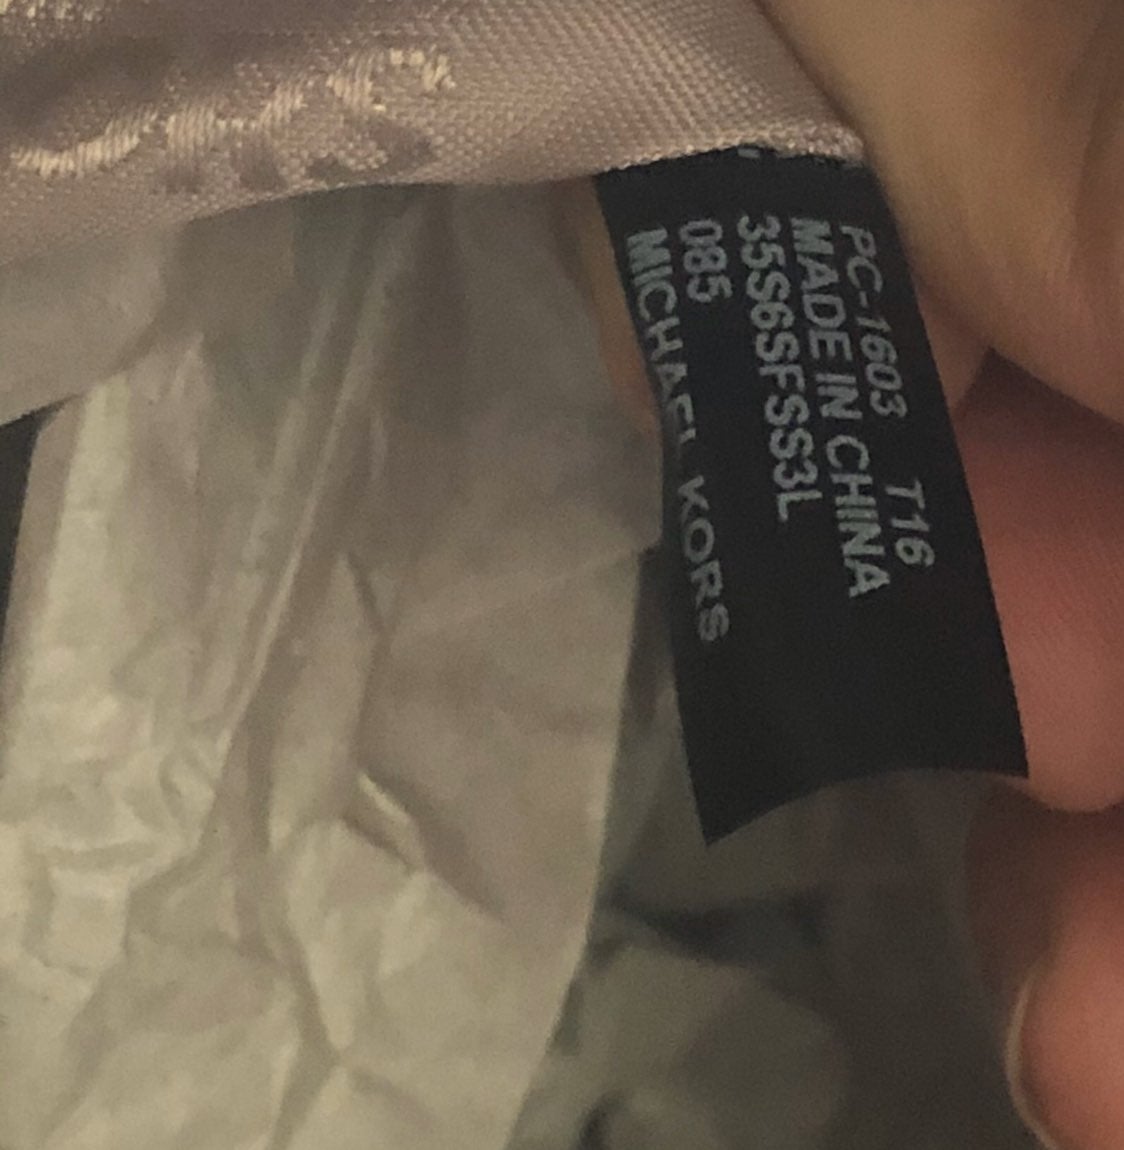 PC-1603 T16
MADE IN CHINA
35S6SFSS3L
085
MICHAEL KORS